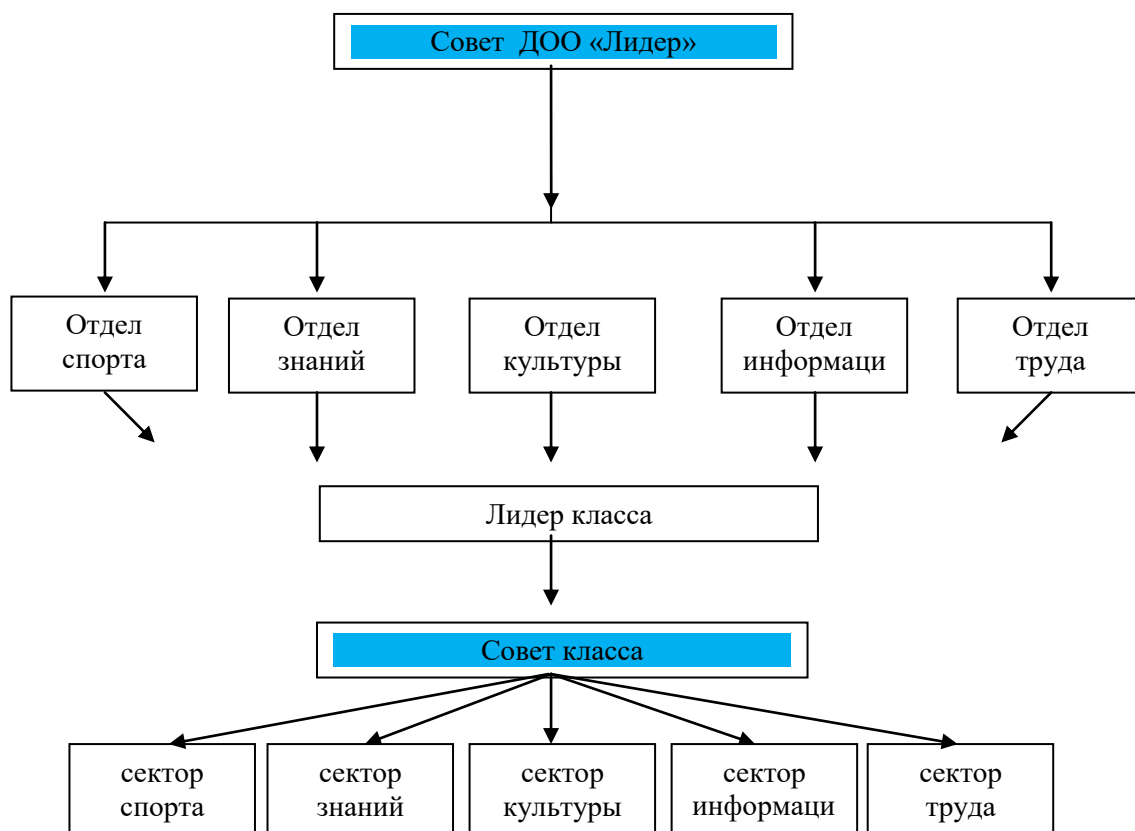 Совет ДОО «Лидер»
Отдел
спорта
Отдел
знаний
Отдел
культуры
Отдел
информаци
Отдел
труда
Лидер класса
Совет класса
сектор
спорта
сектор
знаний
сектор
культуры
сектор
информаци
сектор
труда